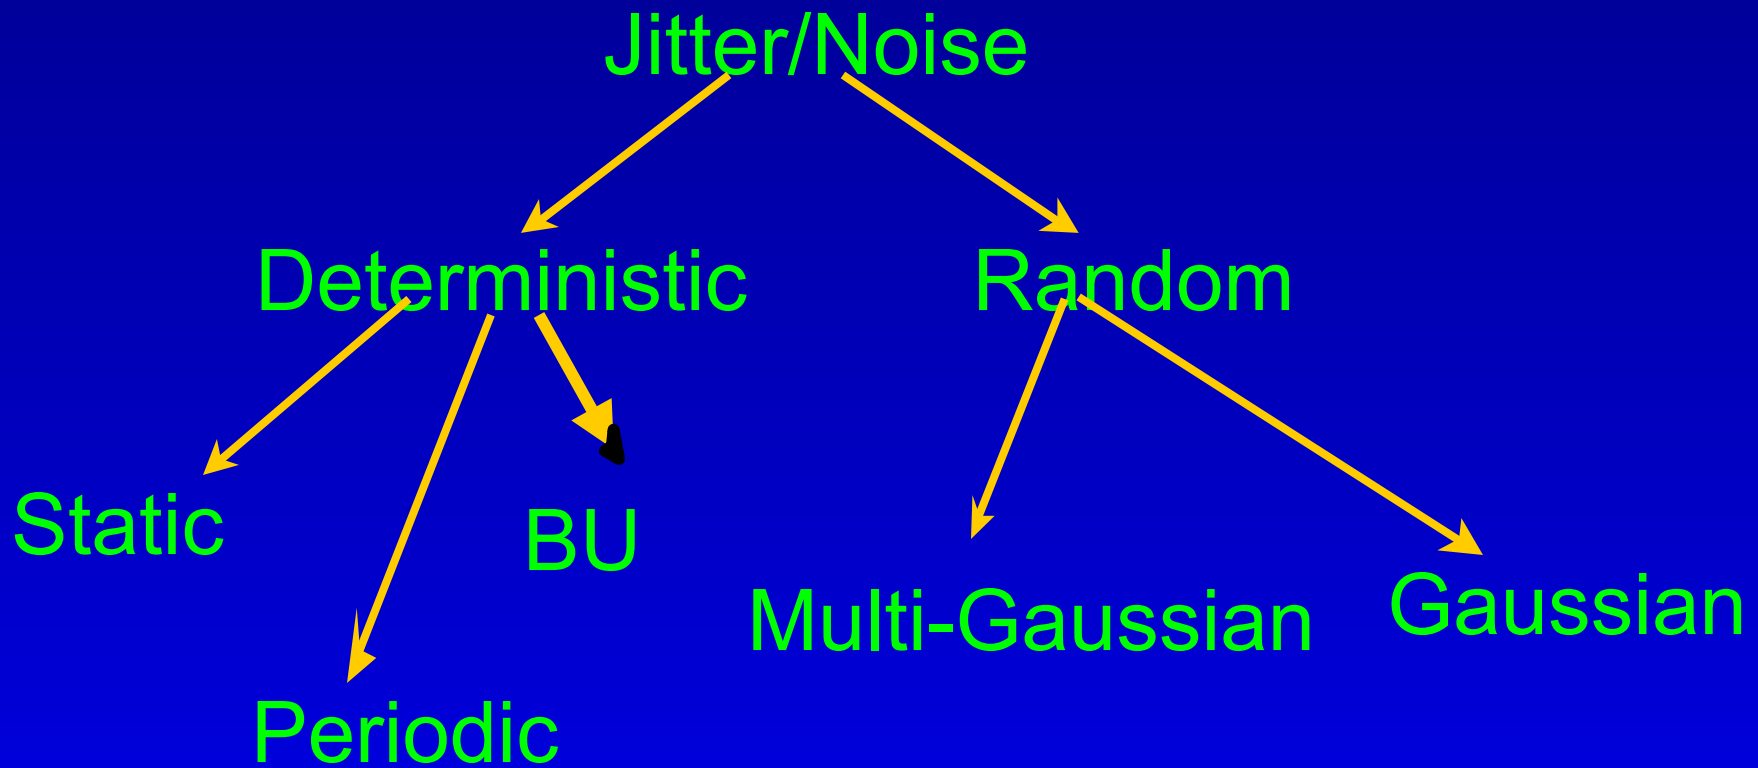 Jitter/Noise
Deterministic
Random
Static
BU
Multi-Gaussian
Gaussian
Periodic